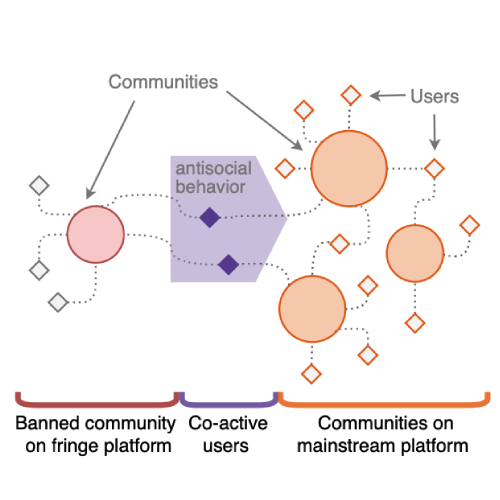 Communities
Users
antisocial
behavior
Banned community
on fringe platform
Co-active
users
Communities on
mainstream platform